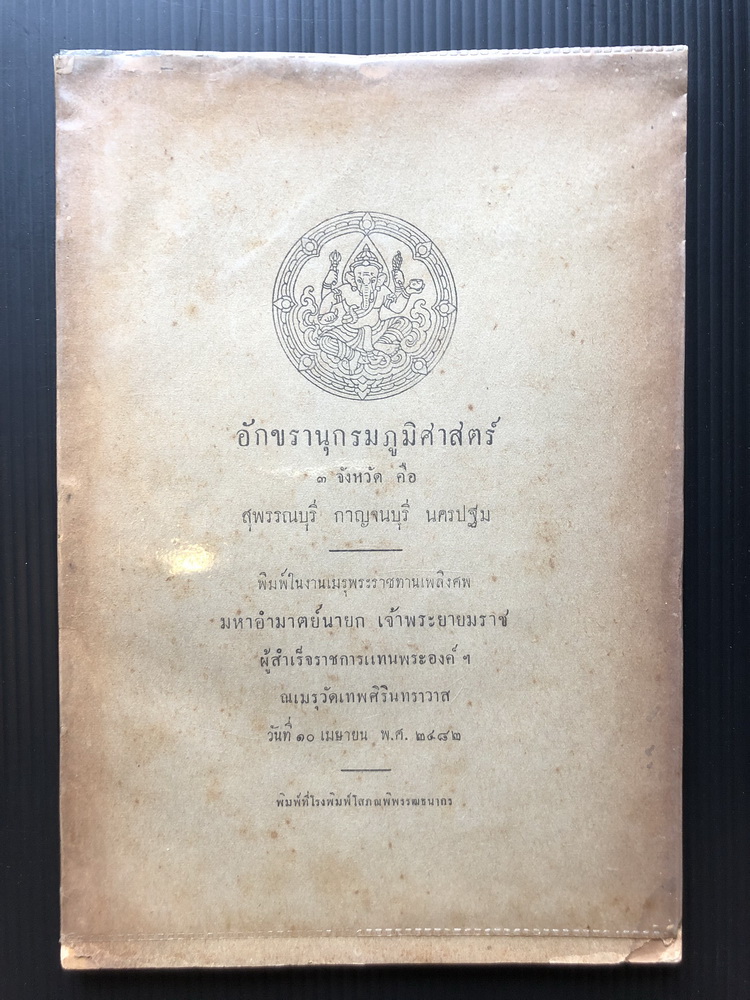 อักขรานุกรมภูมิศาสตร์
๓ จังหวัด คือ
สุพรรณบุรี กาญจนบุรี นครปฐม
พิมพ์ในงานเมรุพระราชทานเพลิงศพ
มหาอำมาตย์นายก เจ้าพระยายมราช
ผู้สำเร็จราชการแทนพระองค์ ฯ
ณเมรุวัดเทพศิรินทราวาส
วันที่ ๑๐ เมษายน พ.ศ. ๒๔๘๒
พิมพ์ที่โรงพิมพ์โสภณพิพรรฒธนากร